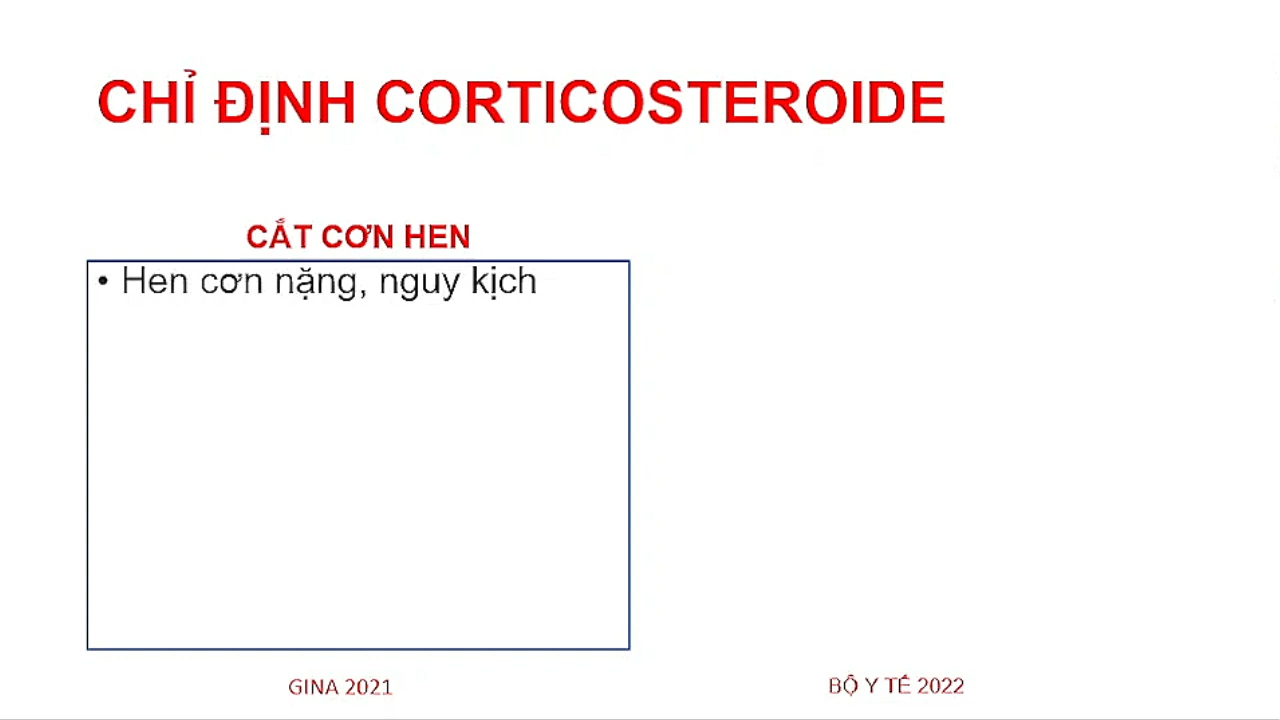 CHỈ ĐỊNH CORTICOSTEROIDE
CẮT CƠN HEN
• Hen cơn nặng, nguy kịch
GINA 2021
BỘ Y TẾ 2022